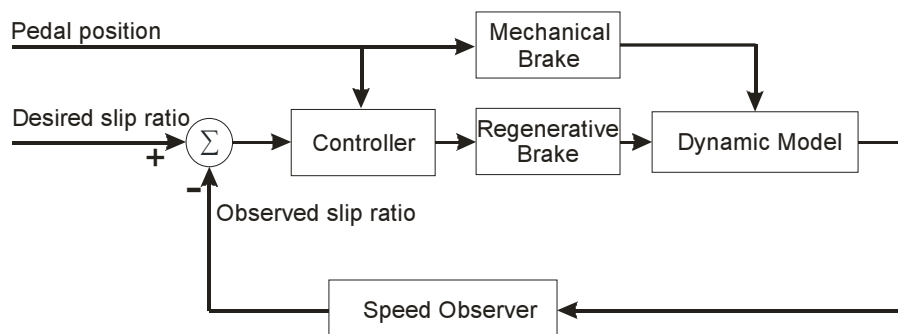 Pedal position
Mechanical
Brake
Desired slip ratio
+
Σ
Controller
Regenerative
Brake
Dynamic Model
-
Observed slip ratio
Speed Observer